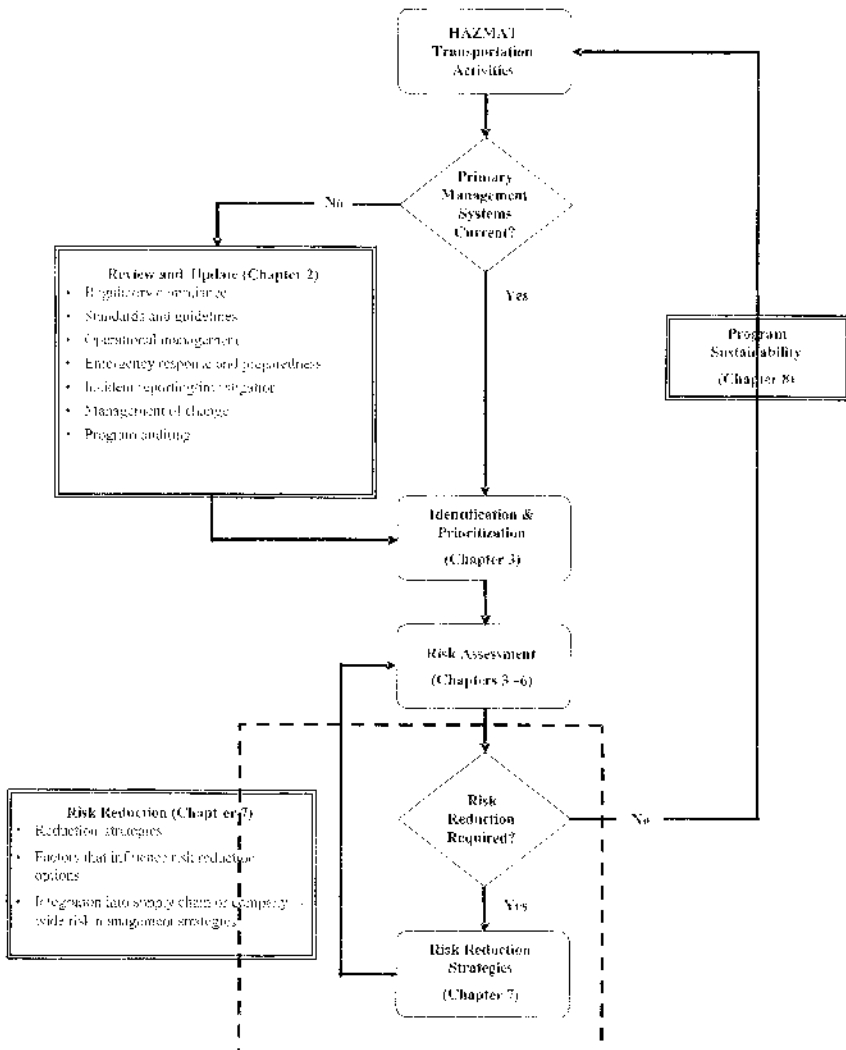 HAZMAT
Transportation
Activities
Primary
Management
Systems
Current?
No
Yes
Review and Update (Chapter 2)
• Regulatory compliance
• Standards and guidelines
• Operational management
• Emergency response and preparedness
• Incident reporting/investigation
• Management of change
• Program auditing
Program
Sustainability
(Chapter 8)
Identification &
Prioritization
(Chapter 3)
Risk Assessment
(Chapters 3 -6)
Risk Reduction (Chapter 7)
• Reduction strategies
• Factors that influence risk reduction
options
• Integration into supply chain or company –
wide risk management strategies
Risk
Reduction
Required?
No
Yes
Risk Reduction
Strategies
(Chapter 7)